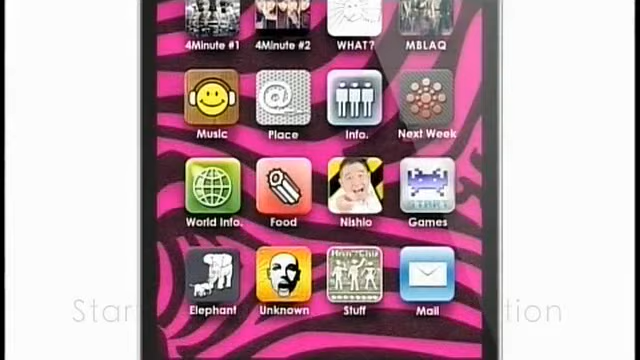 4Minute #1 4Minute #2 WHAT? MBLAQ
Music Place Info. Next Week
World Info. Food Nishio Games
START
Elephant Unknown Stuff Mail
Star tion